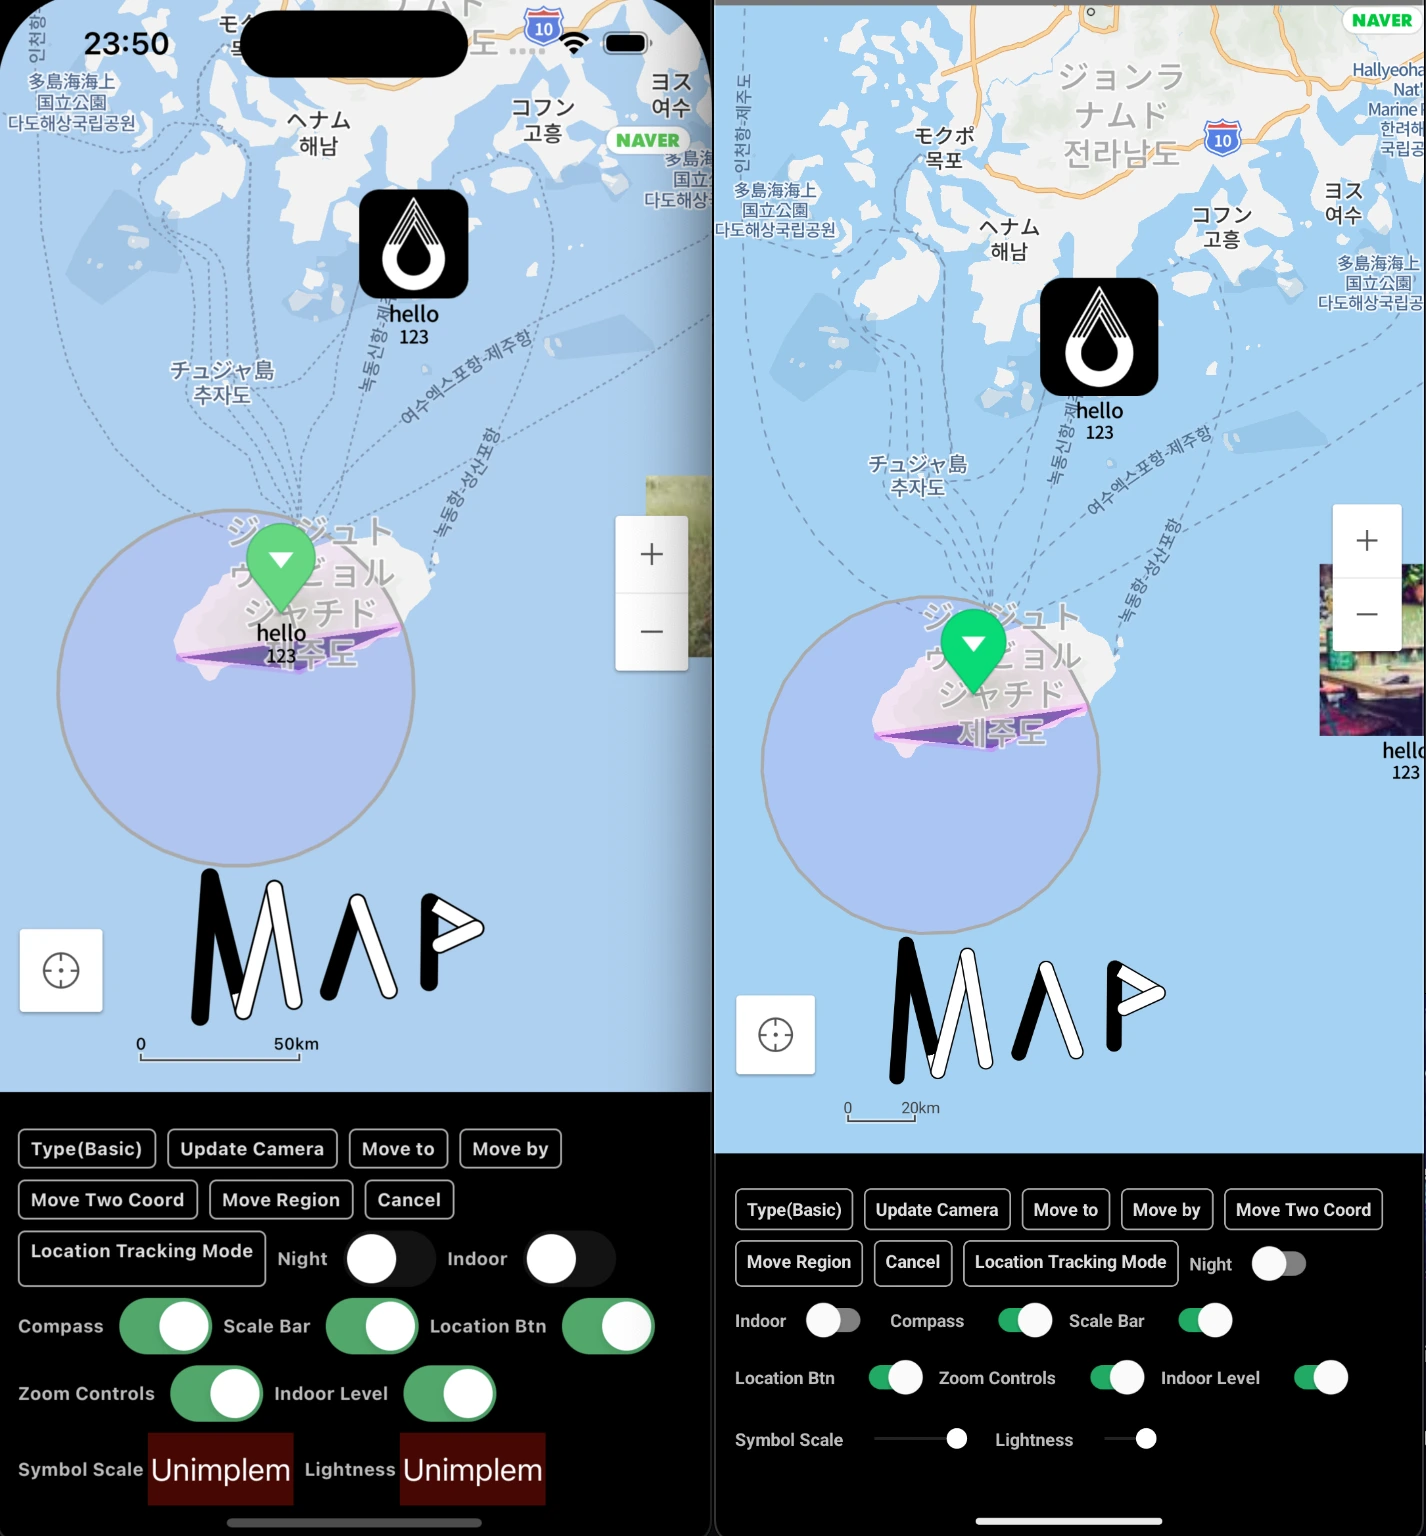 23:50
인천항-
モ
목
ナムド
도
10
多島海海上
国立公園
다도해상국립공원
ヘナム
해남
コフン
고흥
ヨス
여수
NAVER
多島海
国立
다도해상국
hello
123
녹동신항-제주
여수엑스포항-제주항
녹동항-성산포항
チュジャ島
추자도
ジ ジュト
ウ ビョル
ジャチド
제주도
hello
123
+
−
MAP
0 50km
Type(Basic) Update Camera Move to Move by
Move Two Coord Move Region Cancel
Location Tracking Mode Night Indoor
Compass Scale Bar Location Btn
Zoom Controls Indoor Level
Symbol Scale Unimplem Lightness Unimplem
NAVER
인천항-제주도
ジョンラ
ナムド
전라남도
Hallyeoha
Nat'
Marine
한려해
국립공
モクポ
목포
10
多島海海上
国立公園
다도해상국립공원
ヘナム
해남
コフン
고흥
ヨス
여수
多島海海上
国立公園
다도해상국립공
hello
123
녹동신항-제주
여수엑스포항-제주항
녹동항-성산포항
チュジャ島
추자도
ジ ジュト
ウ ビョル
ジャチド
제주도
+
−
hello
123
MAP
0 20km
Type(Basic) Update Camera Move to Move by Move Two Coord
Move Region Cancel Location Tracking Mode Night
Indoor Compass Scale Bar
Location Btn Zoom Controls Indoor Level
Symbol Scale Lightness